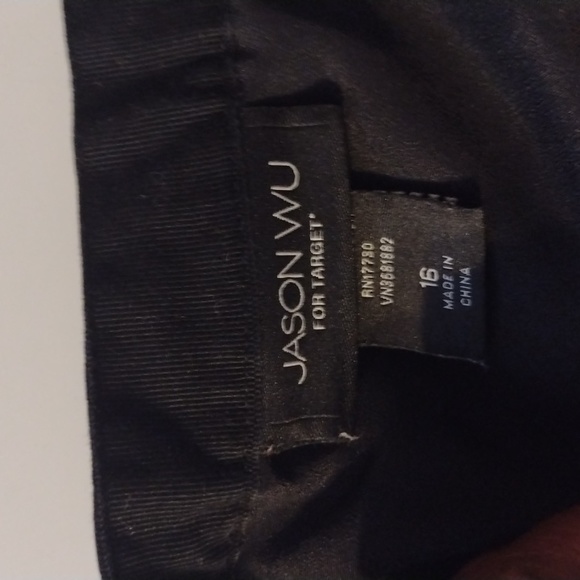 JASON WU
FOR TARGET®
RN17730
VN3681882
16
MADE IN
CHINA